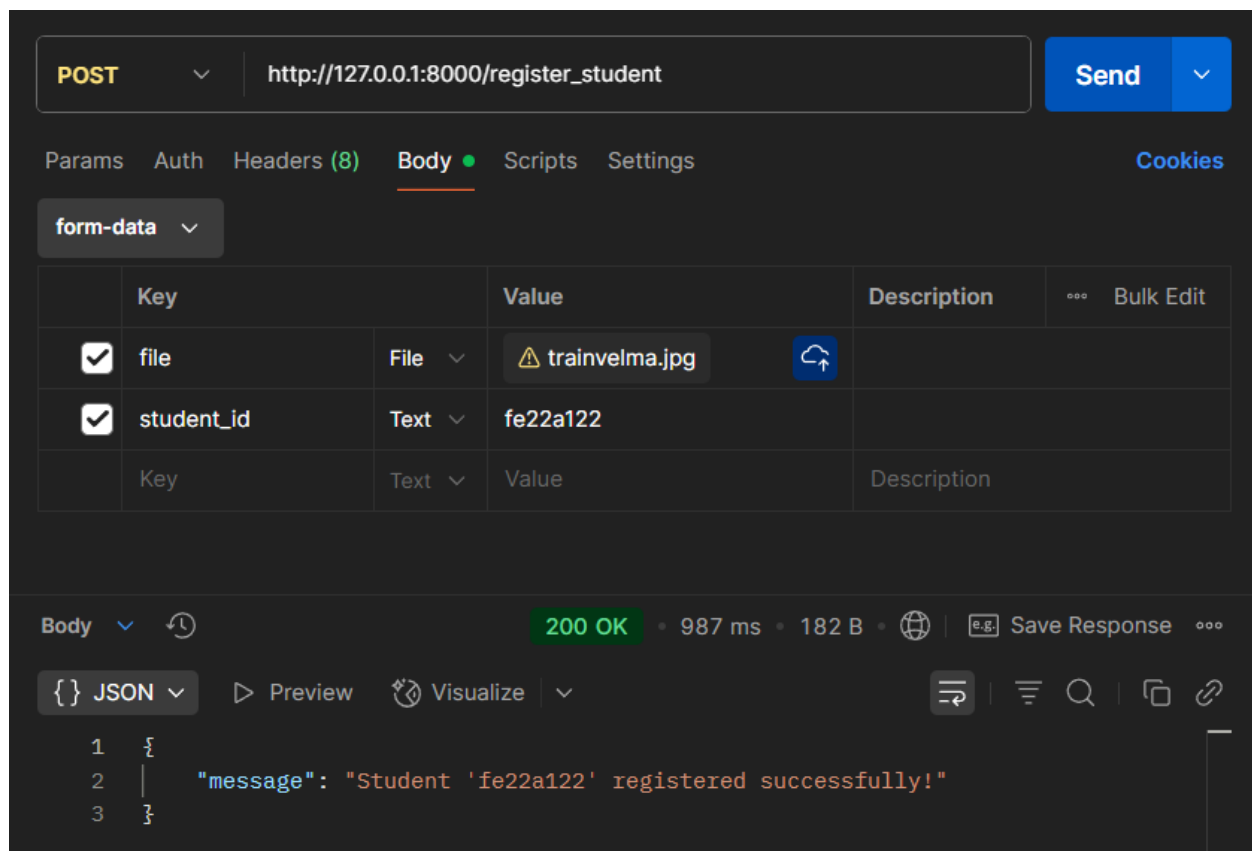 POST http://127.0.0.1:8000/register_student Send
Params Auth Headers (8) Body Scripts Settings Cookies
form-data
Key Value Description Bulk Edit
file File trainvelma.jpg
student_id Text fe22a122
Key Text Value Description
Body 200 OK • 987 ms • 182 B • e.g. Save Response
{} JSON Preview Visualize
1 {
2 "message": "Student 'fe22a122' registered successfully!"
3 }